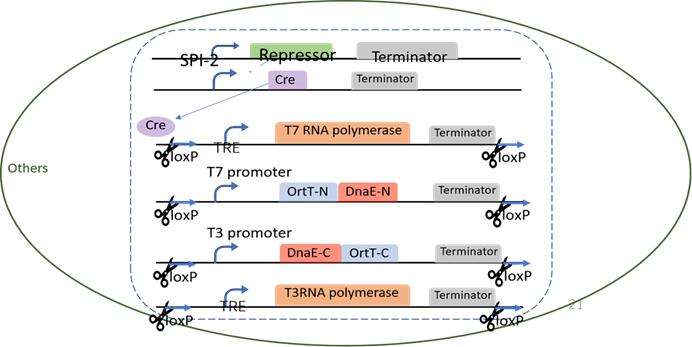 SPI-2 Repressor Terminator
Cre Terminator
Cre
T7 RNA polymerase Terminator
loxP TRE loxP
Others
T7 promoter
OrtT-N DnaE-N Terminator
loxP loxP
T3 promoter
DnaE-C OrtT-C Terminator
loxP loxP
T3RNA polymerase Terminator
TRE
loxP loxP
21